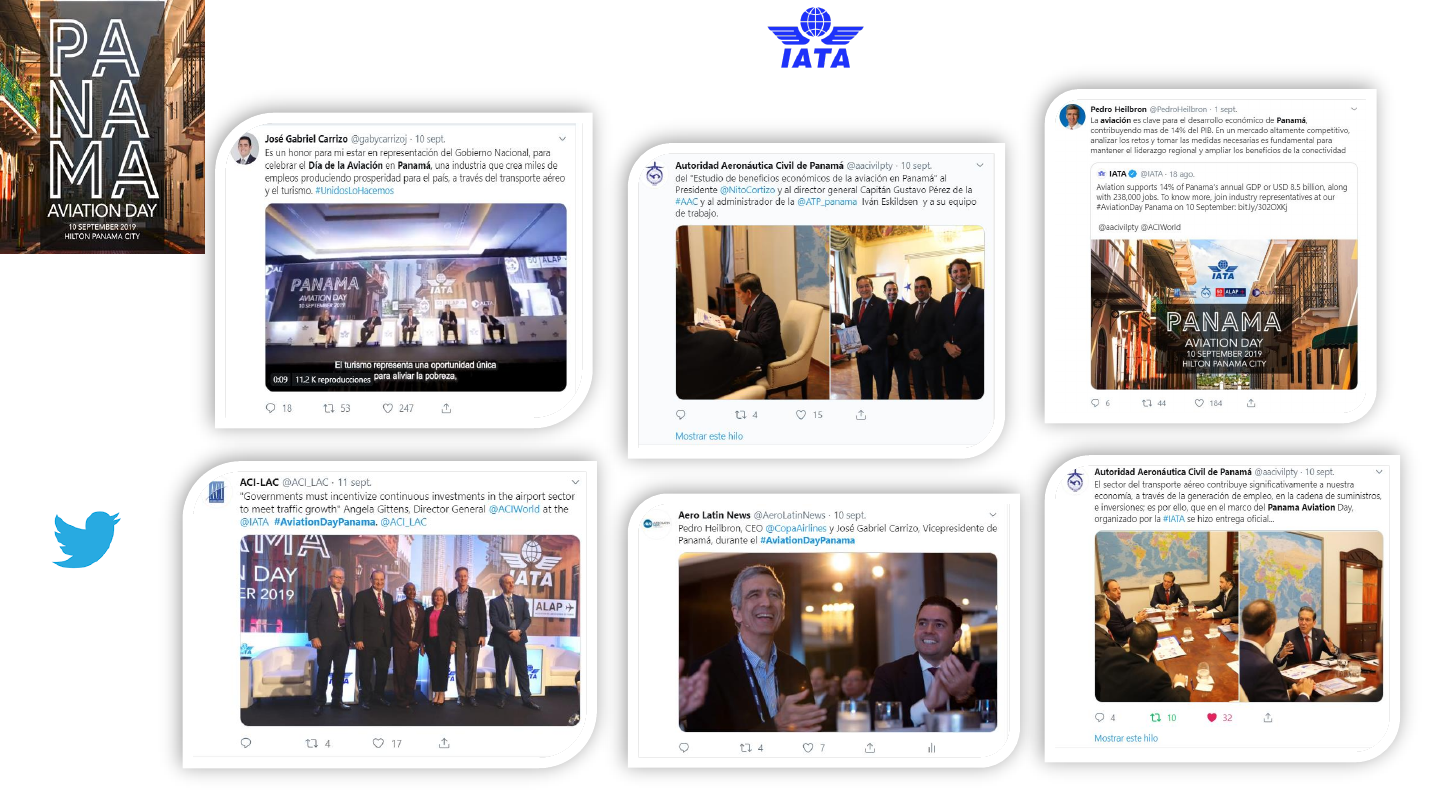 PA
NA
MA
AVIATION DAY
10 SEPTEMBER 2019
HILTON PANAMA CITY
IATA
José Gabriel Carrizo @gabycarrizoj · 10 sept.
Es un honor para mi estar en representación del Gobierno Nacional, para
celebrar el Día de la Aviación en Panamá, una industria que crea miles de
empleos produciendo prosperidad para el país, a través del transporte aéreo
y el turismo. #UnidosLoHacemos
PANAMA
AVIATION DAY
10 SEPTEMBER 2019
IATA
ALAP
ALTA
El turismo representa una oportunidad única
para aliviar la pobreza.
0:09 11,2 K reproducciones
18 53 247
Autoridad Aeronáutica Civil de Panamá @aacivilpty · 10 sept.
del "Estudio de beneficios económicos de la aviación en Panamá" al
Presidente @NitoCortizo y al director general Capitán Gustavo Pérez de la
#AAC y al administrador de la @ATP_panama Iván Eskildsen y a su equipo
de trabajo.
4 15
Mostrar este hilo
Pedro Heilbron @PedroHeilbron · 1 sept.
La aviación es clave para el desarrollo económico de Panamá,
contribuyendo mas de 14% del PIB. En un mercado altamente competitivo,
analizar los retos y tomar las medidas necesarias es fundamental para
mantener el liderazgo regional y ampliar los beneficios de la conectividad
IATA @IATA · 18 ago.
Aviation supports 14% of Panama's annual GDP or USD 8.5 billion, along
with 238,000 jobs. To know more, join industry representatives at our
#AviationDay Panama on 10 September: bit.ly/302OXKj
@aacivilpty @ACIWorld
IATA
ALAP
PANAMA
AVIATION DAY
10 SEPTEMBER 2019
HILTON PANAMA CITY
6 44 184
ACI-LAC @ACI_LAC · 11 sept.
"Governments must incentivize continuous investments in the airport sector
to meet traffic growth" Angela Gittens, Director General @ACIWorld at the
@IATA #AviationDayPanama. @ACI_LAC
AMA
N DAY
ER 2019
IATA
ALAP
4 17
Aero Latin News @AeroLatinNews · 10 sept.
Pedro Heilbron, CEO @CopaAirlines y José Gabriel Carrizo, Vicepresidente de
Panamá, durante el #AviationDayPanama
4 7
Autoridad Aeronáutica Civil de Panamá @aacivilpty · 10 sept.
El sector del transporte aéreo contribuye significativamente a nuestra
economía, a través de la generación de empleo, en la cadena de suministros,
e inversiones; es por ello, que en el marco del Panama Aviation Day,
organizado por la #IATA se hizo entrega oficial...
4 10 32
Mostrar este hilo